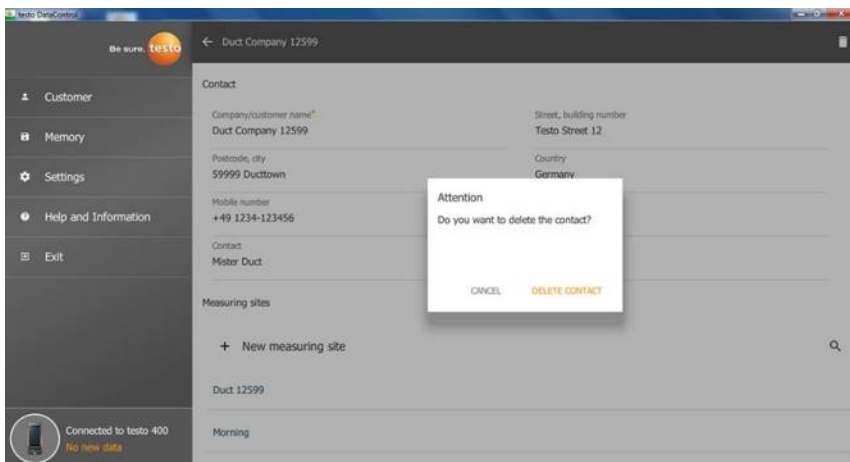 testo DataControl
Be sure. testo
Customer
Memory
Settings
Help and Information
Exit
Connected to testo 400
No new data
← Duct Company 12599
Contact
Company/customer name*
Duct Company 12599
Street, building number
Testo Street 12
Postcode, city
59999 Ducttown
Country
Germany
Mobile number
+49 1234-123456
Contact
Mister Duct
Attention
Do you want to delete the contact?
CANCEL
DELETE CONTACT
Measuring sites
+ New measuring site
Duct 12599
Morning